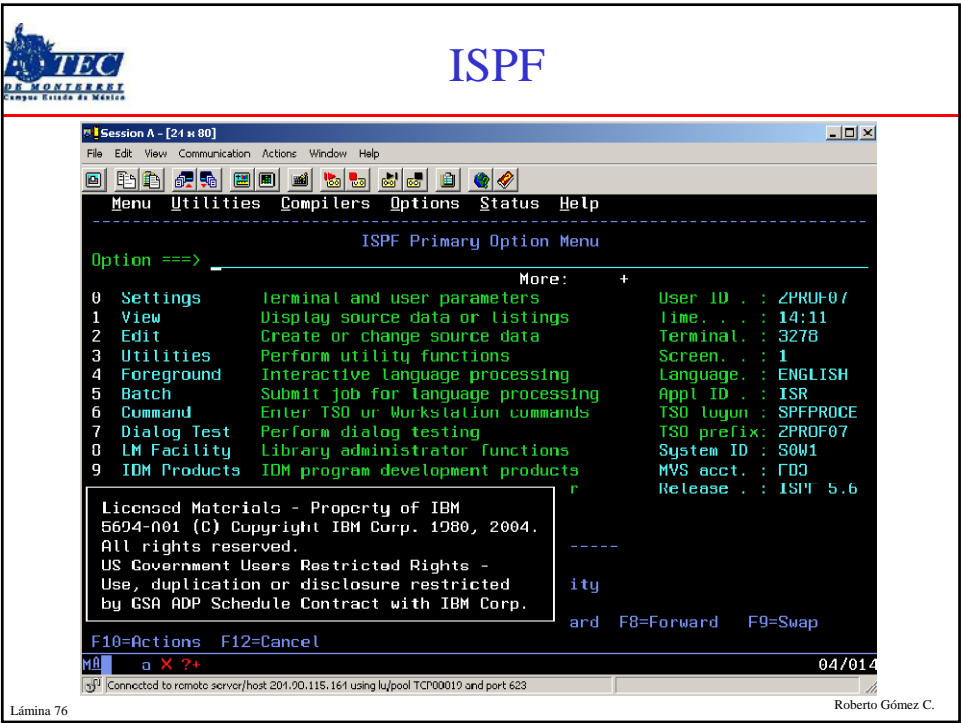 TEC
DE MONTERREY
Campus Estado de México
ISPF
Session A - [24 x 80]
File Edit View Communication Actions Window Help
Menu Utilities Compilers Options Status Help
ISPF Primary Option Menu
Option ===>
More: +
0 Settings Terminal and user parameters User ID . : ZPROF07
1 View Display source data or listings Time. . . : 14:11
2 Edit Create or change source data Terminal. : 3278
3 Utilities Perform utility functions Screen. . : 1
4 Foreground Interactive language processing Language. : ENGLISH
5 Batch Submit job for language processing Appl ID . : ISR
6 Command Enter TSO or Workstation commands TSO logon : SPFPROCE
7 Dialog Test Perform dialog testing TSO prefix: ZPROF07
8 LM Facility Library administrator functions System ID : S0W1
9 IBM Products IBM program development products MVS acct. : FB3
r Release . : ISPF 5.6
Licensed Materials - Property of IBM
5694-A01 (C) Copyright IBM Corp. 1980, 2004.
All rights reserved.
US Government Users Restricted Rights -
Use, duplication or disclosure restricted
by GSA ADP Schedule Contract with IBM Corp.
ity
ard F8=Forward F9=Swap
F10=Actions F12=Cancel
MA a X ?+ 04/014
Connected to remote server/host 204.90.115.164 using lu/pool TCP00019 and port 623
Lámina 76
Roberto Gómez C.